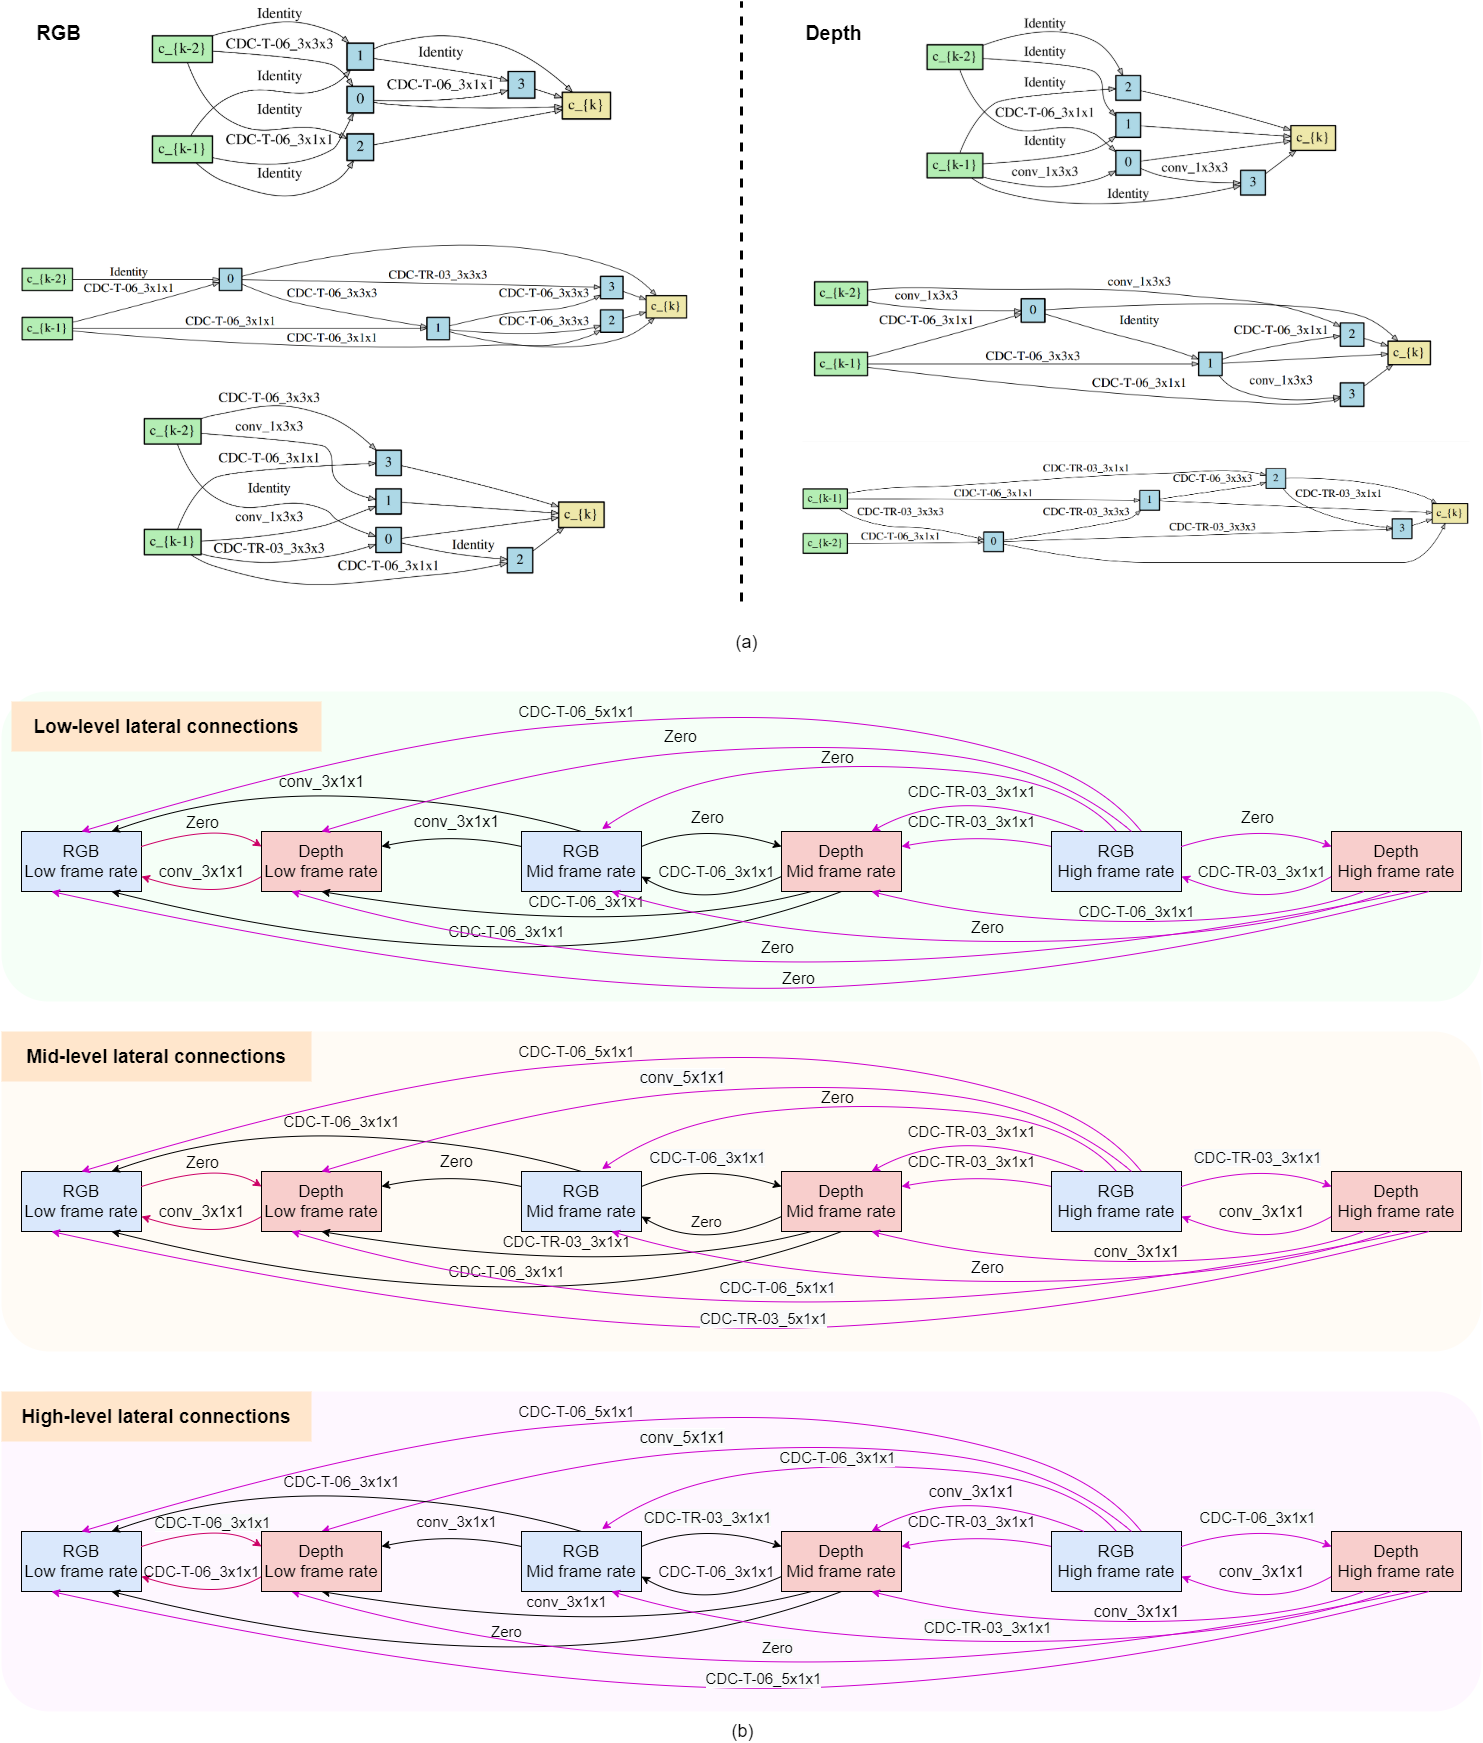 RGB
Identity
c_{k-2}
CDC-T-06_3x3x3
1
Identity
Identity
3
CDC-T-06_3x1x1
0
c_{k}
Identity
CDC-T-06_3x1x1
c_{k-1}
2
Identity
Identity
c_{k-2}
0
CDC-TR-03_3x3x3
CDC-T-06_3x1x1
CDC-T-06_3x3x3
CDC-T-06_3x3x3
3
c_{k}
c_{k-1}
CDC-T-06_3x1x1
1
CDC-T-06_3x3x3
2
CDC-T-06_3x1x1
CDC-T-06_3x3x3
c_{k-2}
conv_1x3x3
CDC-T-06_3x1x1
3
Identity
1
conv_1x3x3
c_{k}
c_{k-1}
CDC-TR-03_3x3x3
0
Identity
2
CDC-T-06_3x1x1
Depth
Identity
c_{k-2}
Identity
Identity
2
CDC-T-06_3x1x1
1
c_{k}
Identity
c_{k-1}
conv_1x3x3
0
conv_1x3x3
3
Identity
c_{k-2}
conv_1x3x3
conv_1x3x3
0
CDC-T-06_3x1x1
Identity
CDC-T-06_3x1x1
2
c_{k}
c_{k-1}
CDC-T-06_3x3x3
1
CDC-T-06_3x1x1
conv_1x3x3
3
CDC-TR-03_3x1x1
CDC-T-06_3x3x3
2
c_{k-1}
CDC-T-06_3x1x1
1
CDC-TR-03_3x1x1
CDC-TR-03_3x3x3
CDC-TR-03_3x3x3
c_{k}
c_{k-2}
CDC-T-06_3x1x1
0
CDC-TR-03_3x3x3
3
(a)
Low-level lateral connections
CDC-T-06_5x1x1
Zero
Zero
conv_3x1x1
CDC-TR-03_3x1x1
Zero
conv_3x1x1
Zero
CDC-TR-03_3x1x1
Zero
RGB
Low frame rate
Depth
Low frame rate
RGB
Mid frame rate
Depth
Mid frame rate
RGB
High frame rate
Depth
High frame rate
conv_3x1x1
CDC-T-06_3x1x1
CDC-TR-03_3x1x1
CDC-T-06_3x1x1
CDC-T-06_3x1x1
CDC-T-06_3x1x1
Zero
Zero
Zero
Mid-level lateral connections
CDC-T-06_5x1x1
conv_5x1x1
Zero
CDC-T-06_3x1x1
CDC-TR-03_3x1x1
Zero
Zero
CDC-T-06_3x1x1
CDC-TR-03_3x1x1
CDC-TR-03_3x1x1
RGB
Low frame rate
Depth
Low frame rate
RGB
Mid frame rate
Depth
Mid frame rate
RGB
High frame rate
Depth
High frame rate
conv_3x1x1
Zero
conv_3x1x1
CDC-TR-03_3x1x1
conv_3x1x1
CDC-T-06_3x1x1
Zero
CDC-T-06_5x1x1
CDC-TR-03_5x1x1
High-level lateral connections
CDC-T-06_5x1x1
conv_5x1x1
CDC-T-06_3x1x1
CDC-T-06_3x1x1
conv_3x1x1
CDC-T-06_3x1x1
conv_3x1x1
CDC-TR-03_3x1x1
CDC-TR-03_3x1x1
CDC-T-06_3x1x1
RGB
Low frame rate
Depth
Low frame rate
RGB
Mid frame rate
Depth
Mid frame rate
RGB
High frame rate
Depth
High frame rate
CDC-T-06_3x1x1
CDC-T-06_3x1x1
conv_3x1x1
conv_3x1x1
conv_3x1x1
Zero
CDC-TR-03_3x1x1
Zero
CDC-T-06_5x1x1
(b)